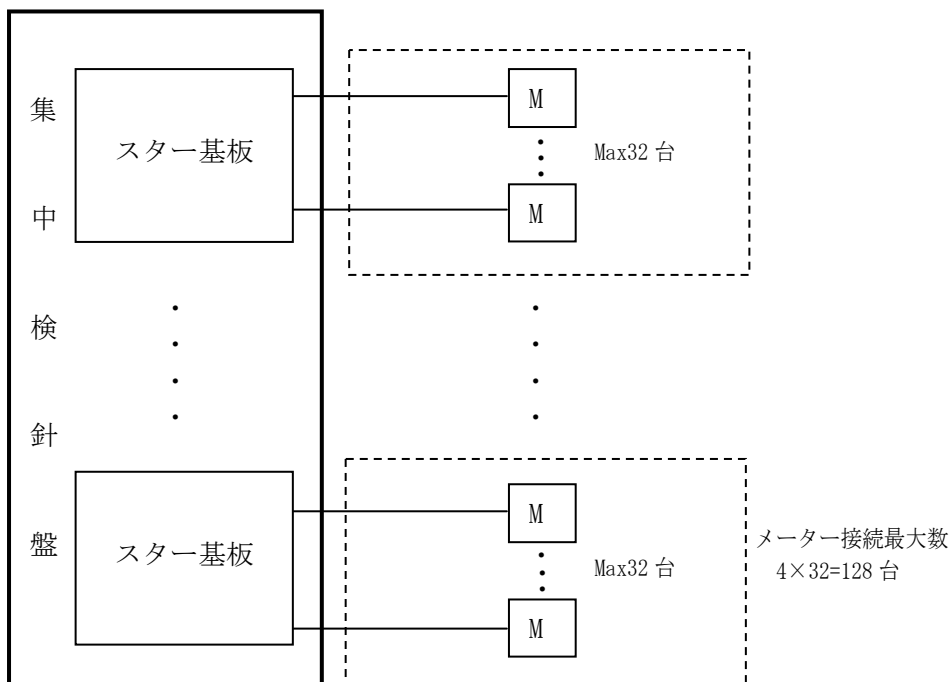 集中検針盤
スター基板
M
Max32 台
M
スター基板
M
Max32 台
M
メーター接続最大数
4×32=128 台